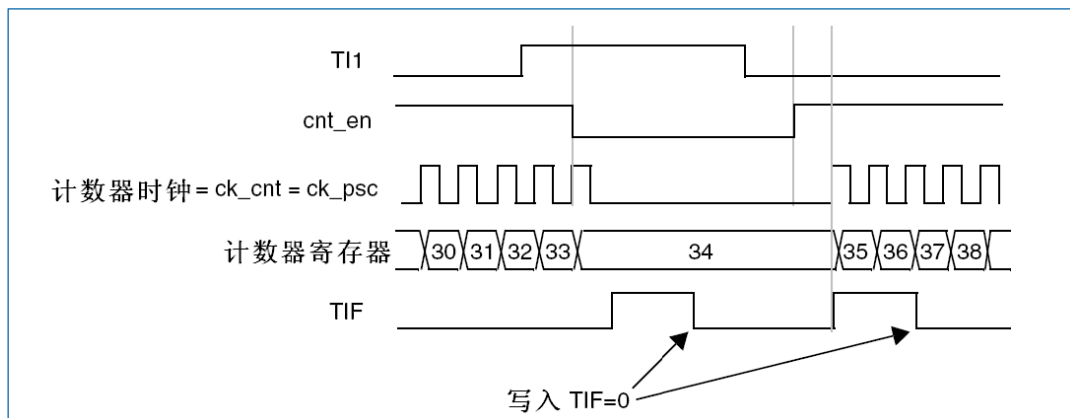 TI1
cnt_en
计数器时钟= ck_cnt = ck_psc
计数器寄存器 30 31 32 33 34 35 36 37 38
TIF
写入 TIF=0